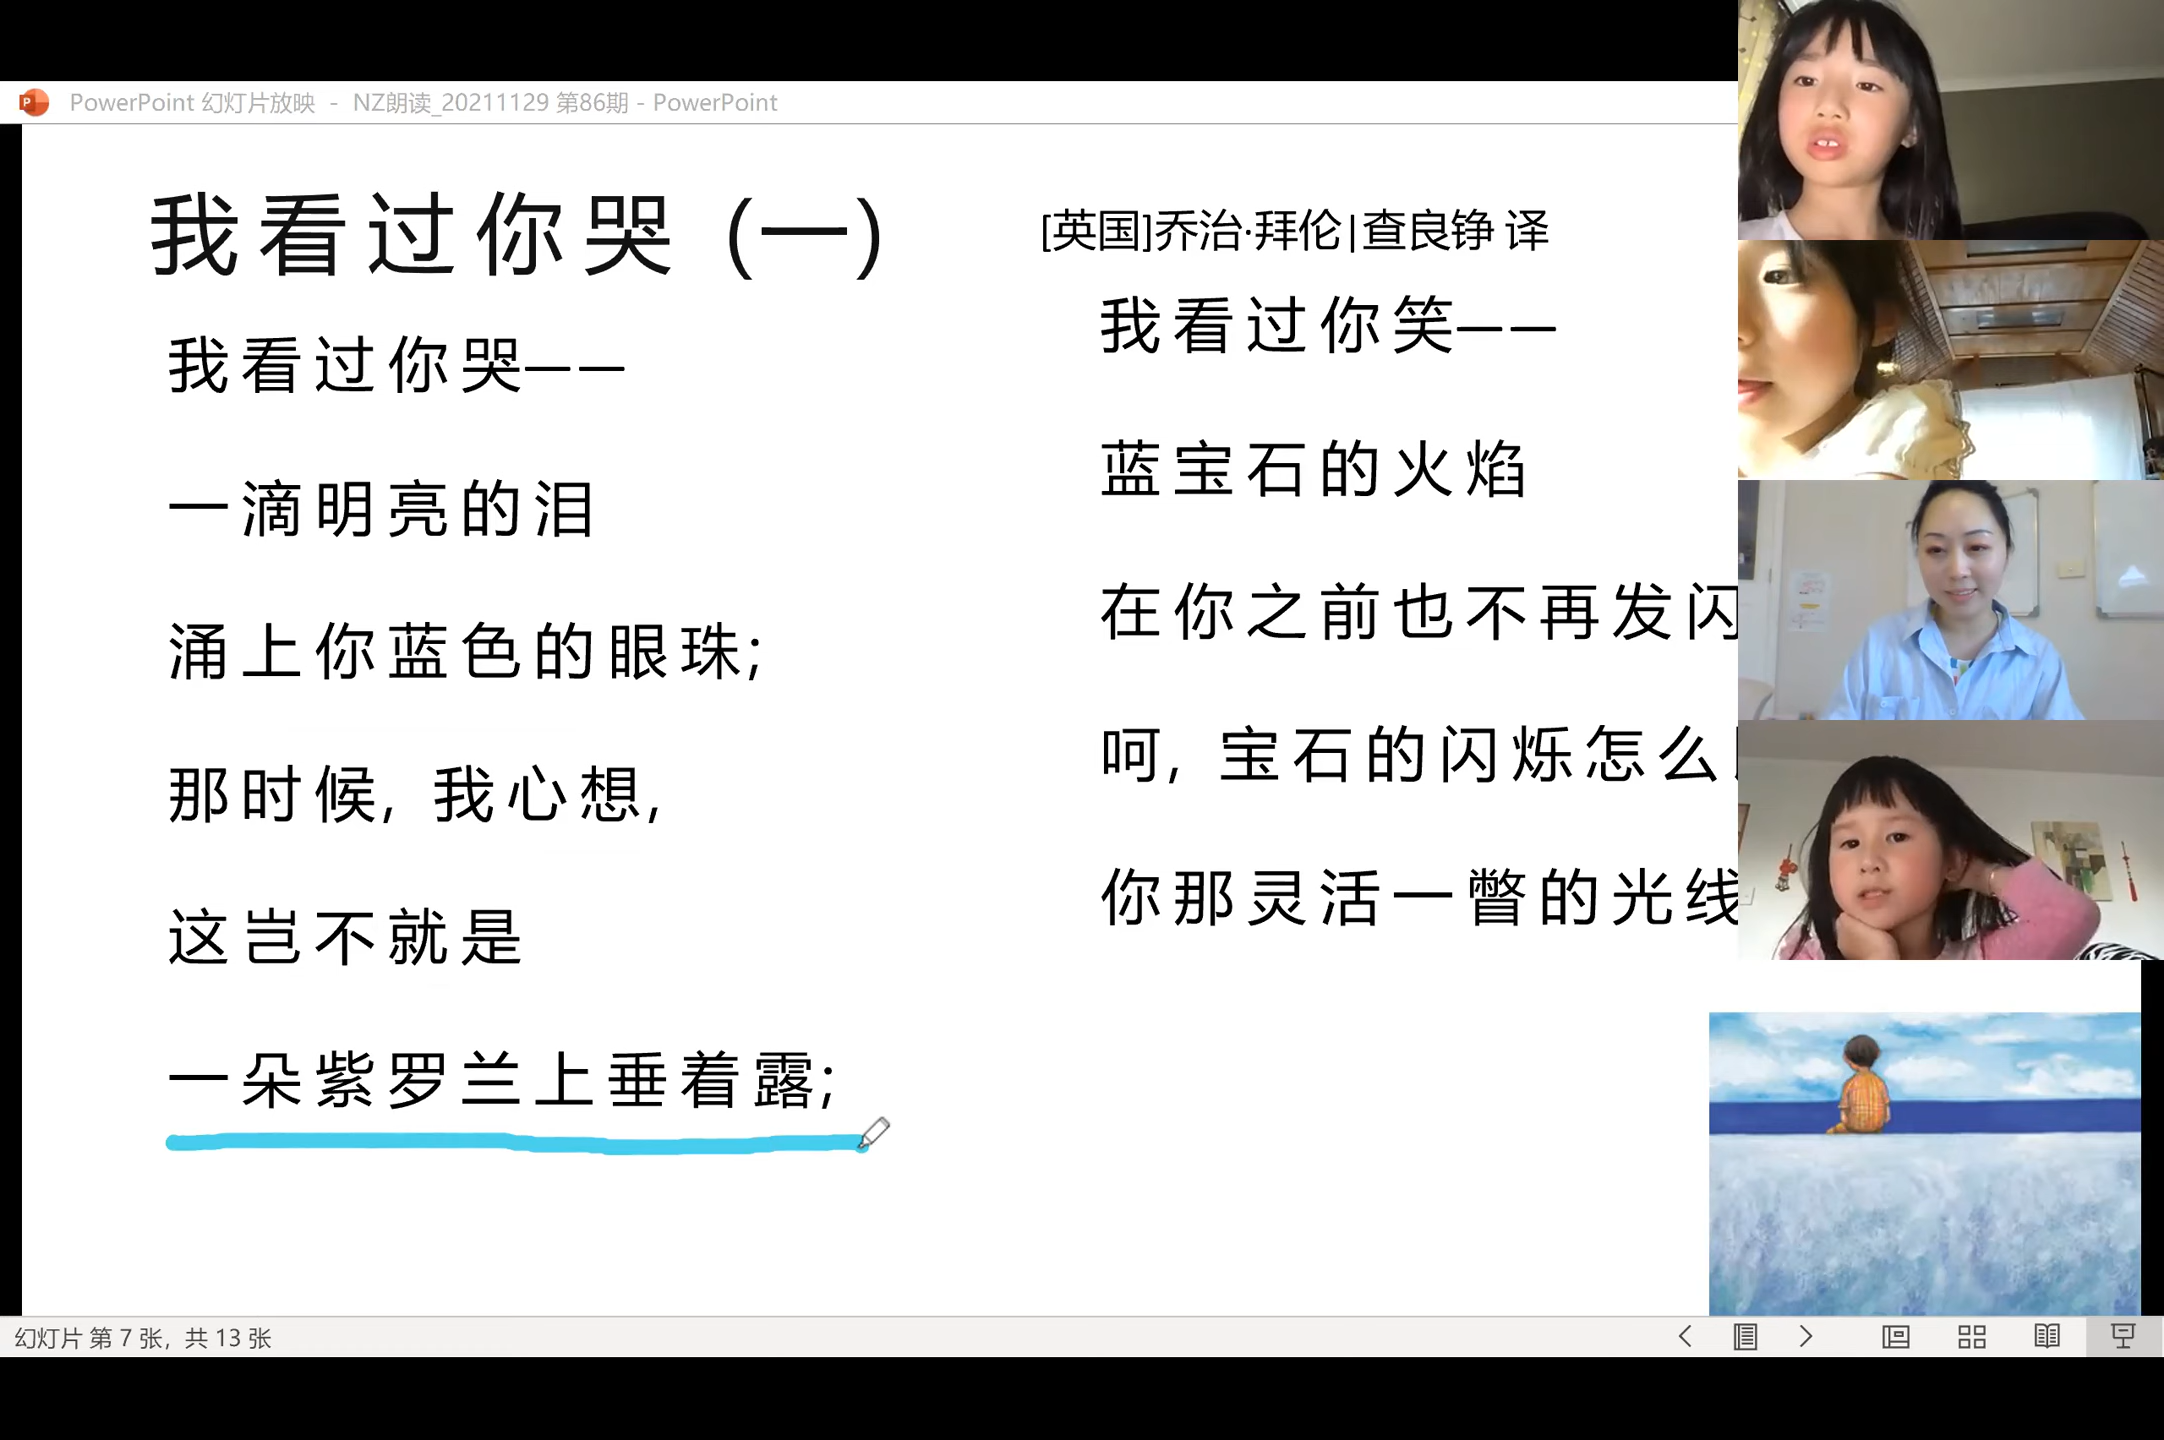 PowerPoint 幻灯片放映 - NZ朗读_20211129 第86期 - PowerPoint
我看过你哭 (一)
[英国]乔治·拜伦|查良铮 译
我看过你哭——
一滴明亮的泪
涌上你蓝色的眼珠;
那时候, 我心想,
这岂不就是
一朵紫罗兰上垂着露;
我看过你笑——
蓝宝石的火焰
在你之前也不再发闪
呵, 宝石的闪烁怎么
你那灵活一瞥的光线
幻灯片 第 7 张，共 13 张